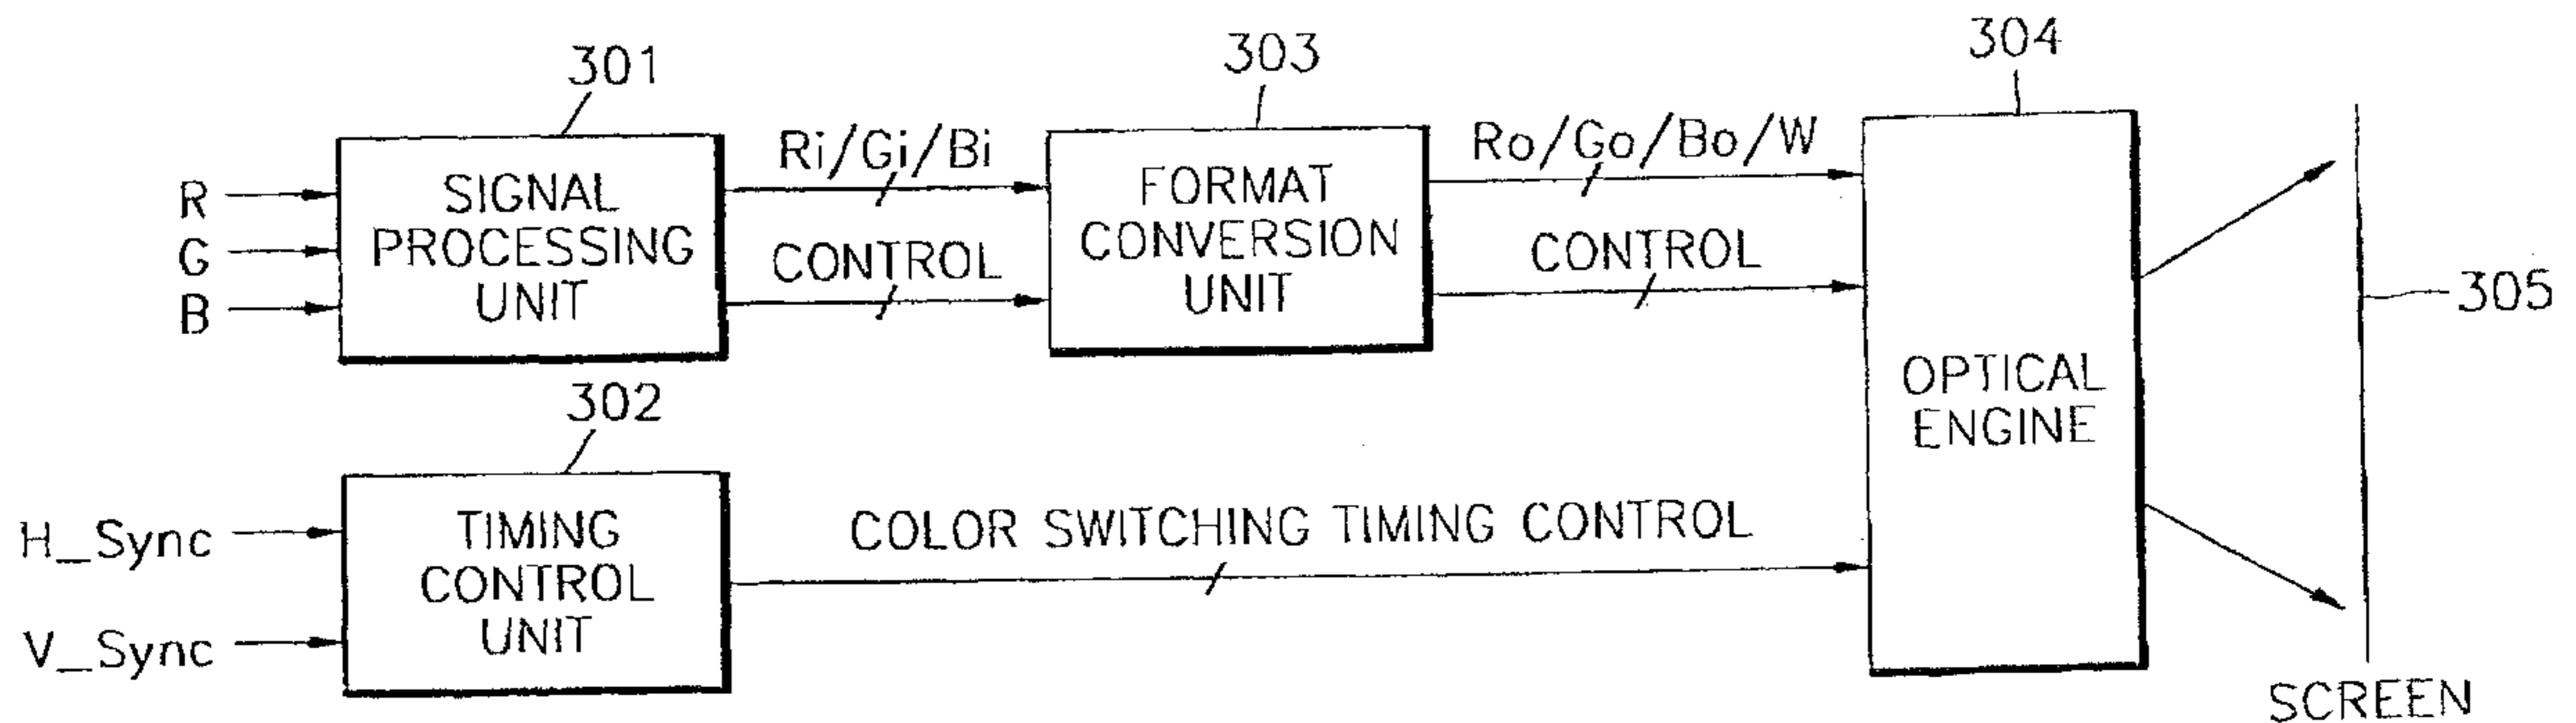 301
303
304
R
G
B
SIGNAL
PROCESSING
UNIT
Ri/Gi/Bi
CONTROL
FORMAT
CONVERSION
UNIT
Ro/Go/Bo/W
CONTROL
OPTICAL
ENGINE
305
302
H_Sync
V_Sync
TIMING
CONTROL
UNIT
COLOR SWITCHING TIMING CONTROL
SCREEN